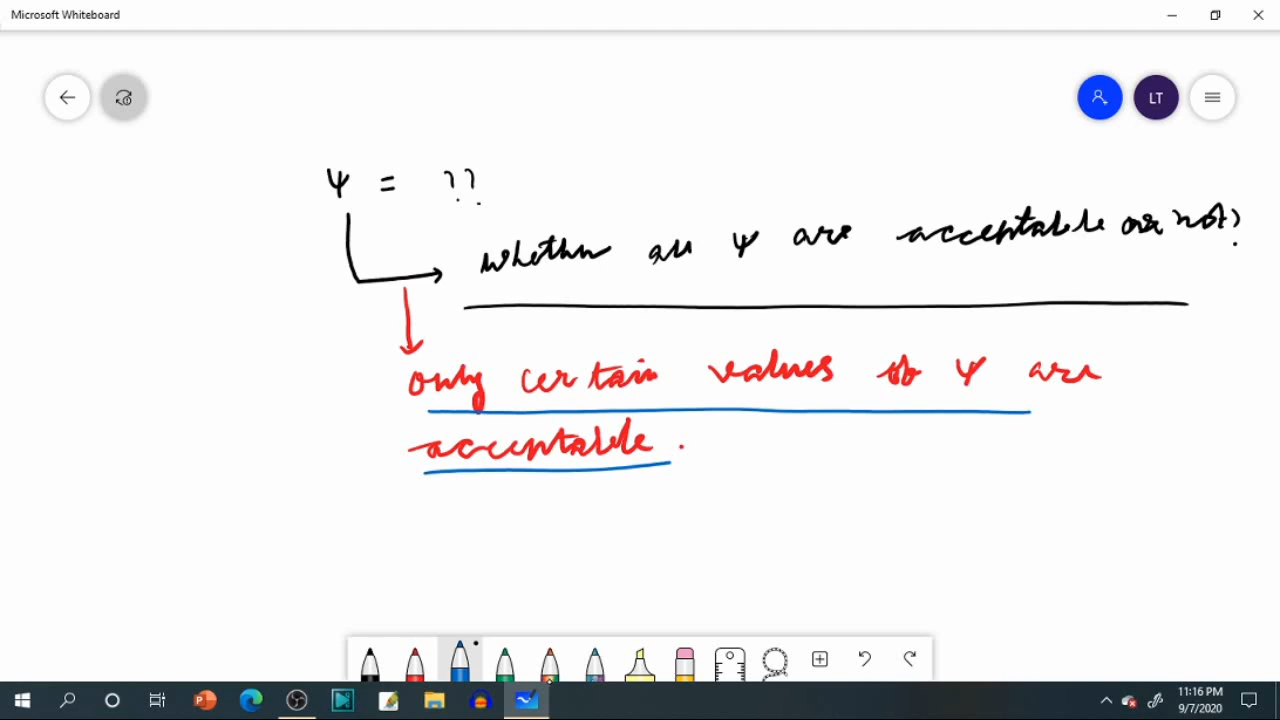 Microsoft Whiteboard
LT
ψ = ??
whether all ψ are acceptable or not?
only certain values of ψ are
acceptable.
11:16 PM
9/7/2020